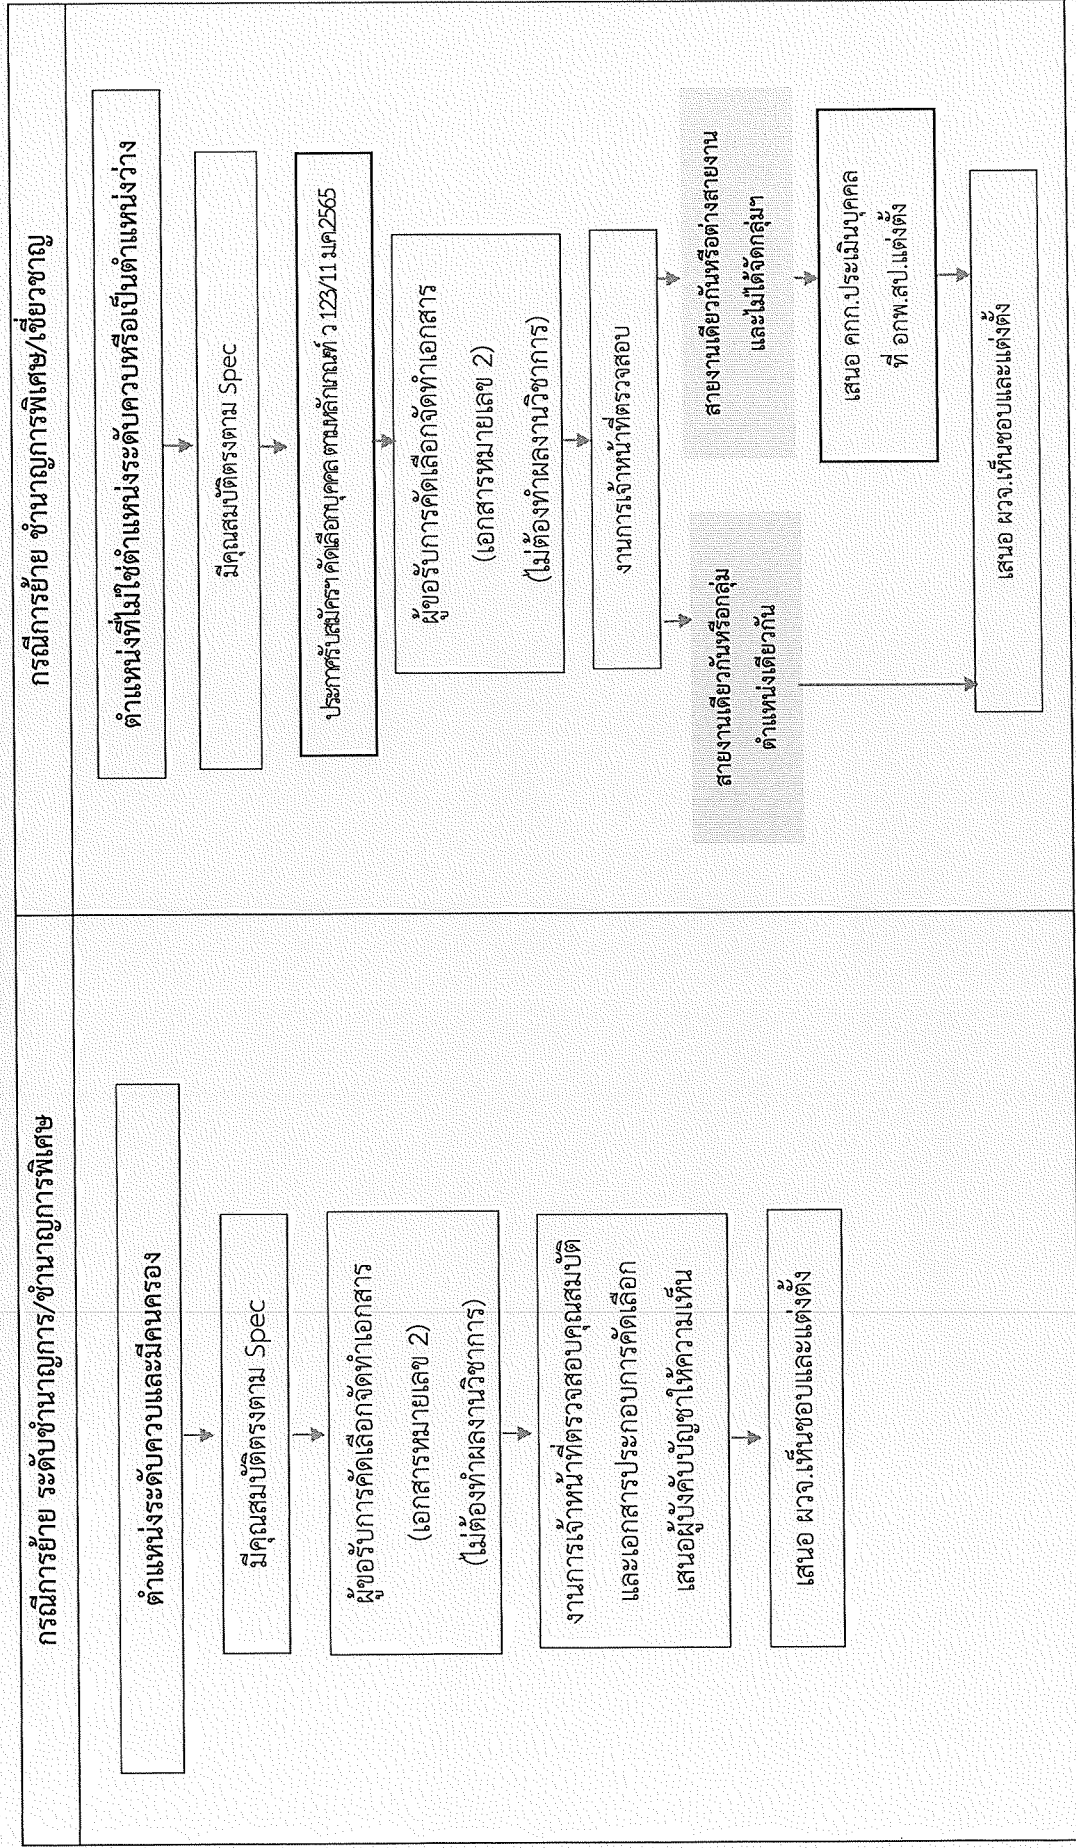 กรณีการย้าย ระดับชำนาญการ/ชำนาญการพิเศษ
ตำแหน่งระดับควบและมีคนครอง
มีคุณสมบัติตรงตาม Spec
ผู้ขอรับการคัดเลือกจัดทำเอกสาร
(เอกสารหมายเลข 2)
(ไม่ต้องทำผลงานวิชาการ)
งานการเจ้าหน้าที่ตรวจสอบคุณสมบัติ
และเอกสารประกอบการคัดเลือก
เสนอผู้บังคับบัญชาให้ความเห็น
เสนอ ผวจ.เห็นชอบและแต่งตั้ง
กรณีการย้าย ชำนาญการพิเศษ/เชี่ยวชาญ
ตำแหน่งที่ไม่ใช่ตำแหน่งระดับควบหรือเป็นตำแหน่งว่าง
มีคุณสมบัติตรงตาม Spec
ประกาศรับสมัครฯ คัดเลือกบุคคล ตามหลักเกณฑ์ ว 123/11 มค2565
ผู้ขอรับการคัดเลือกจัดทำเอกสาร
(เอกสารหมายเลข 2)
(ไม่ต้องทำผลงานวิชาการ)
งานการเจ้าหน้าที่ตรวจสอบ
สายงานเดียวกันหรือกลุ่ม
ตำแหน่งเดียวกัน
สายงานเดียวกันหรือต่างสายงาน
และไม่ได้จัดกลุ่มฯ
เสนอ คกก.ประเมินบุคคล
ที่ อกพ.สป.แต่งตั้ง
เสนอ ผวจ.เห็นชอบและแต่งตั้ง